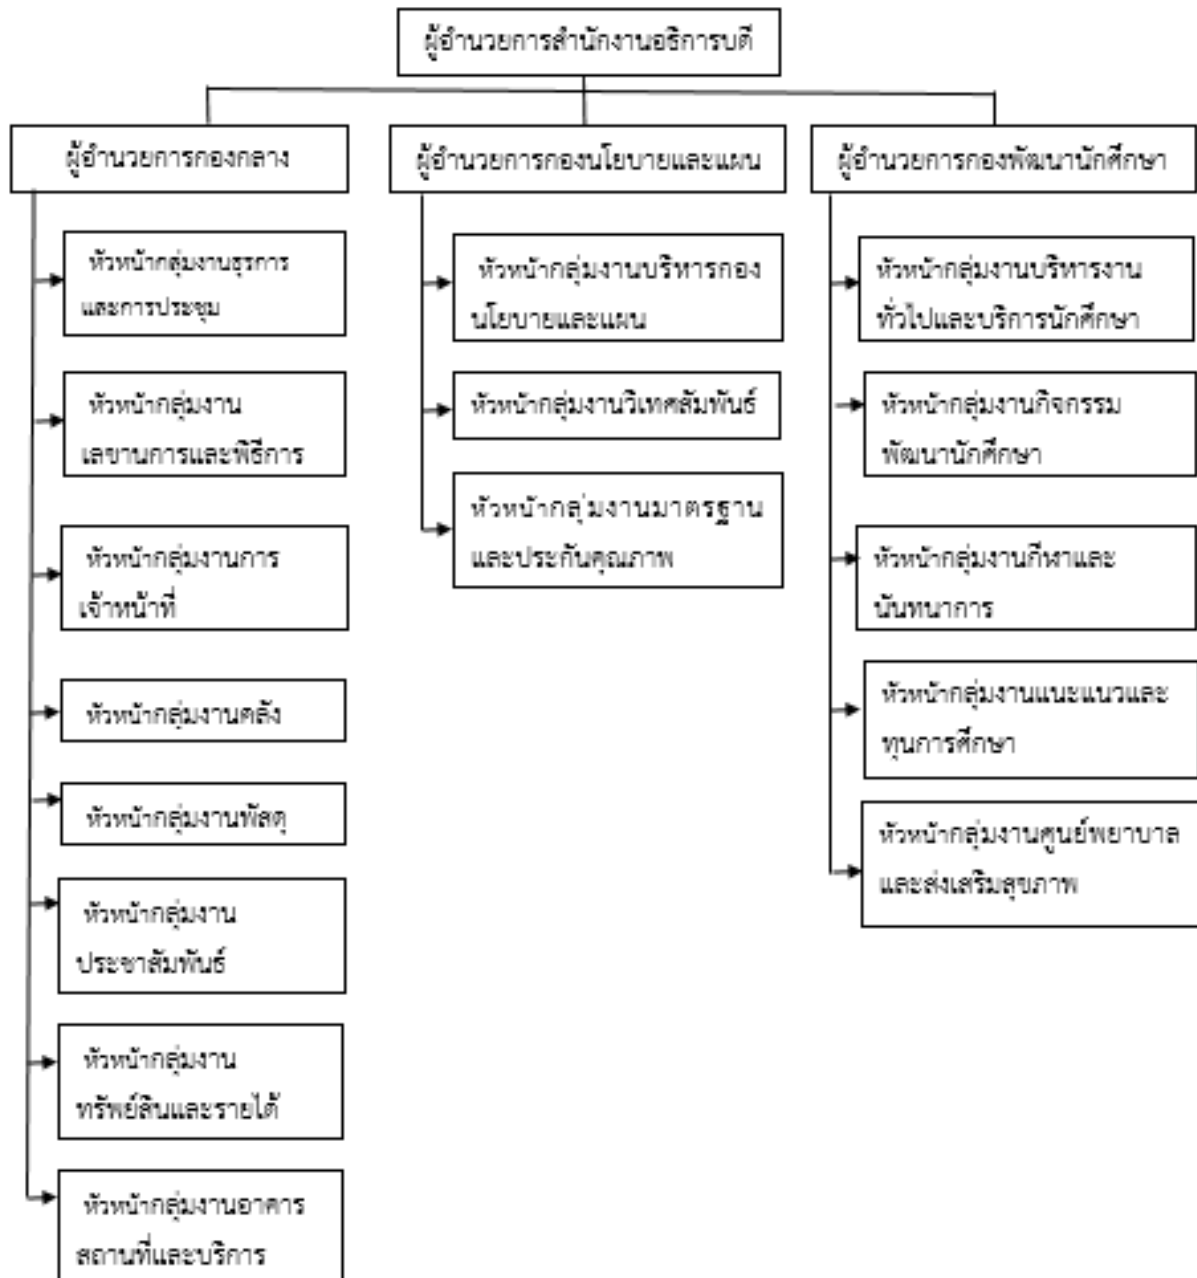 ผู้อำนวยการสำนักงานอธิการบดี
ผู้อำนวยการกองกลาง
หัวหน้ากลุ่มงานธุรการ
และการประชุม
หัวหน้ากลุ่มงาน
เลขานการและพิธีการ
หัวหน้ากลุ่มงานการ
เจ้าหน้าที่
หัวหน้ากลุ่มงานคลัง
หัวหน้ากลุ่มงานพัสดุ
หัวหน้ากลุ่มงาน
ประชาสัมพันธ์
หัวหน้ากลุ่มงาน
ทรัพย์สินและรายได้
หัวหน้ากลุ่มงานอาคาร
สถานที่และบริการ
ผู้อำนวยการกองนโยบายและแผน
หัวหน้ากลุ่มงานบริหารกอง
นโยบายและแผน
หัวหน้ากลุ่มงานวิเทศสัมพันธ์
หัวหน้ากลุ่มงานมาตรฐาน
และประกันคุณภาพ
ผู้อำนวยการกองพัฒนานักศึกษา
หัวหน้ากลุ่มงานบริหารงาน
ทั่วไปและบริการนักศึกษา
หัวหน้ากลุ่มงานกิจกรรม
พัฒนานักศึกษา
หัวหน้ากลุ่มงานกีฬาและ
นันทนาการ
หัวหน้ากลุ่มงานแนะแนวและ
ทุนการศึกษา
หัวหน้ากลุ่มงานศูนย์พยาบาล
และส่งเสริมสุขภาพ